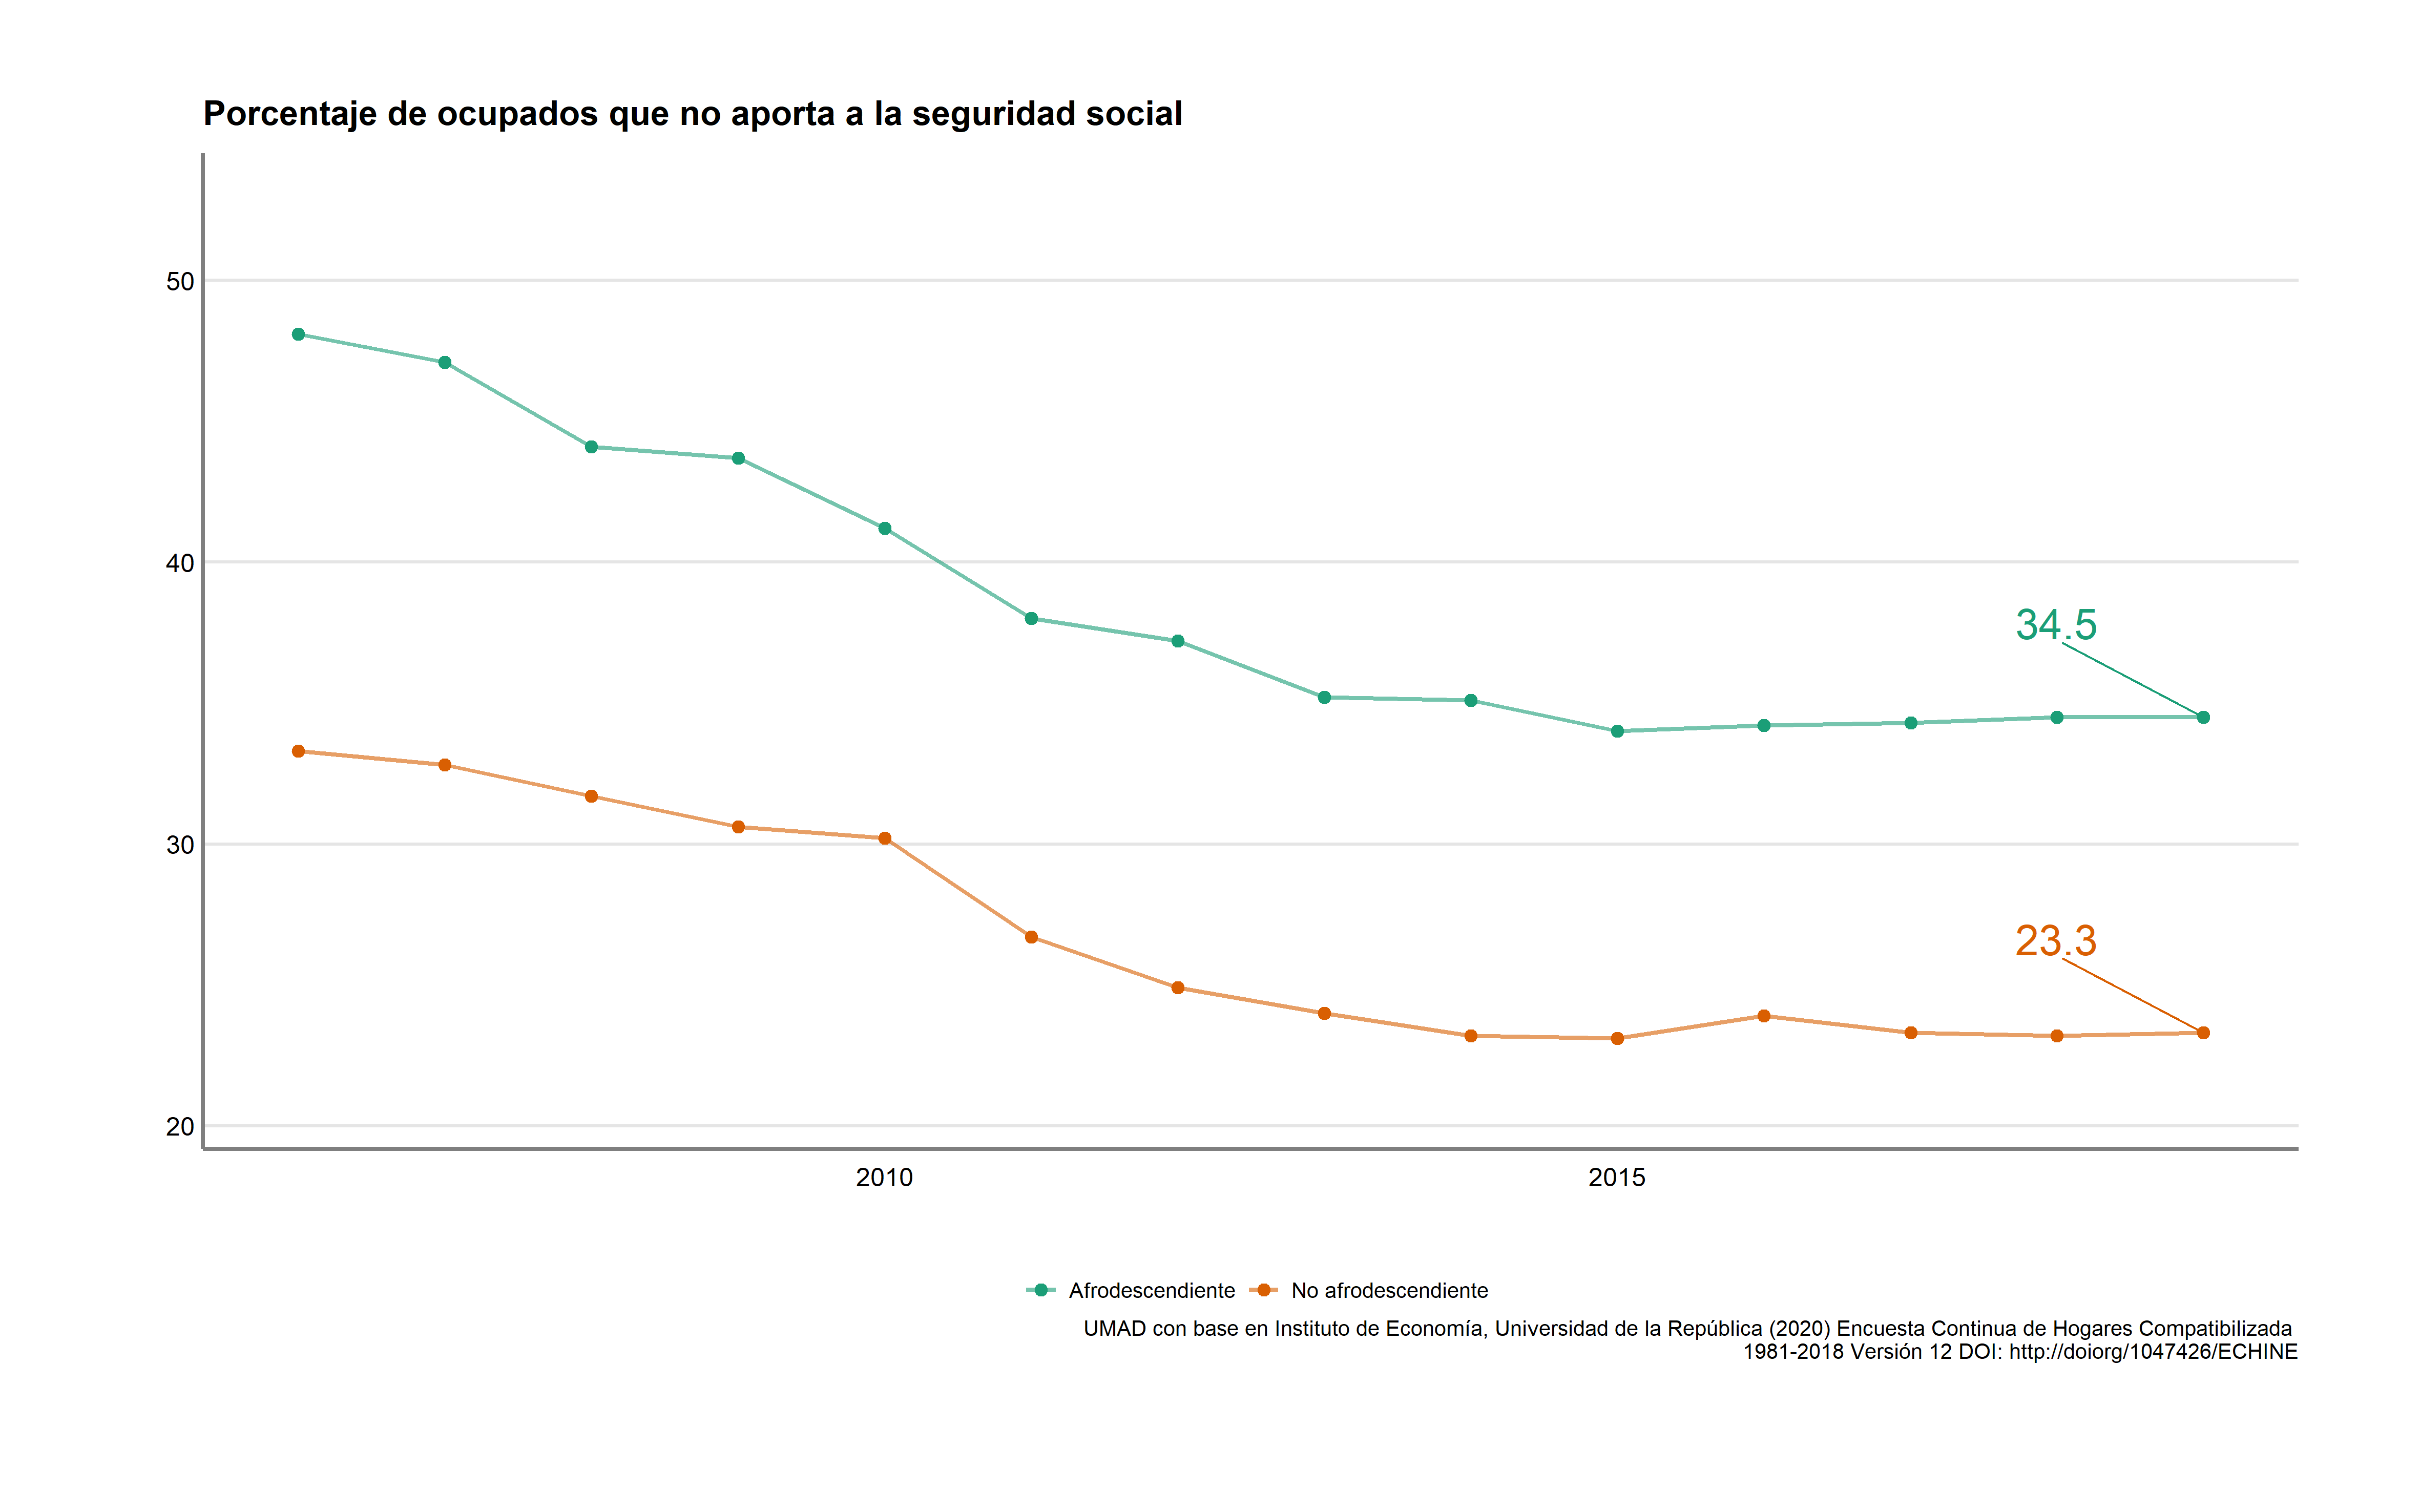 Porcentaje de ocupados que no aporta a la seguridad social
50
40
30
20
34.5
23.3
2010 2015
Afrodescendiente No afrodescendiente
UMAD con base en Instituto de Economía, Universidad de la República (2020) Encuesta Continua de Hogares Compatibilizada
1981-2018 Versión 12 DOI: http://doiorg/1047426/ECHINE